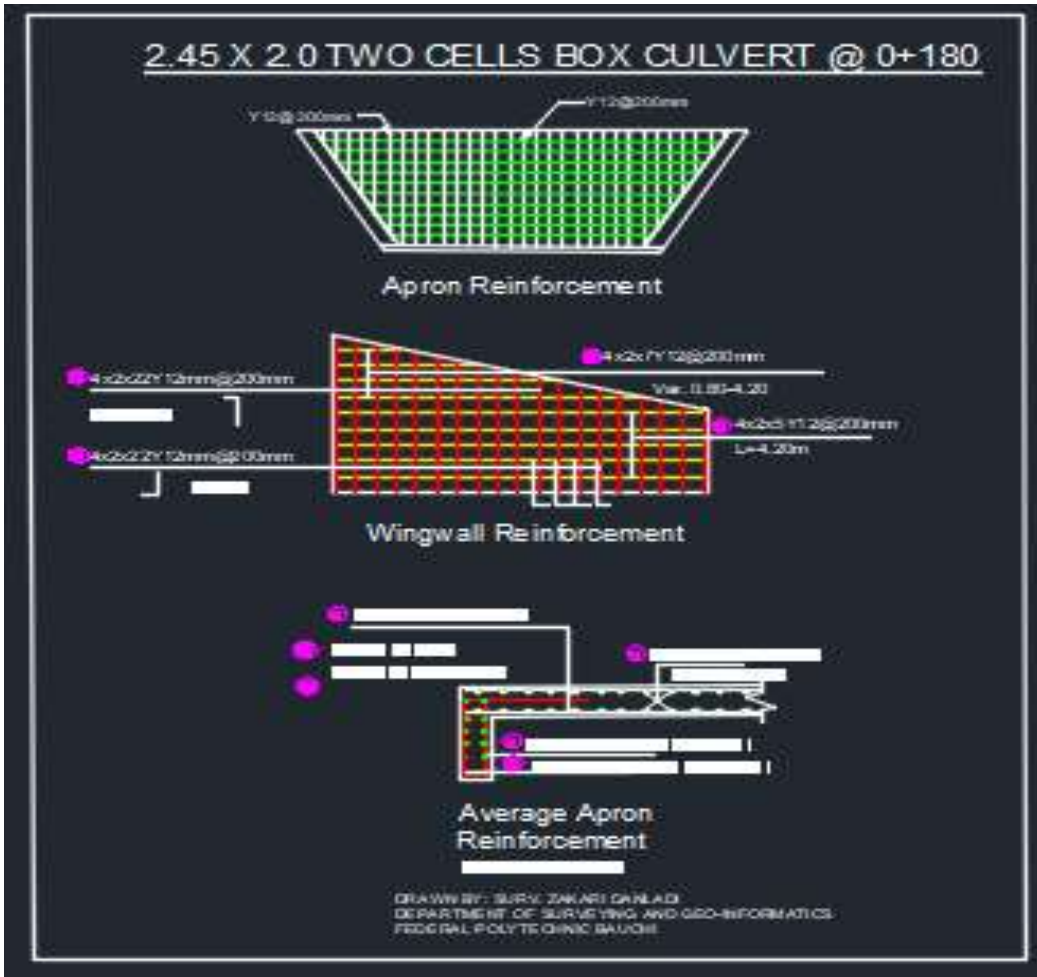 2.45 X 2.0 TWO CELLS BOX CULVERT @ 0+180
Y12@200mm
Y12@200mm
Apron Reinforcement
4x2x7Y12@200mm
4x2x22Y12mm@200mm
Var. 0.80-4.20
4x2x5Y12@200mm
4x2x22Y12mm@200mm
L=4.20m
Wingwall Reinforcement
Average Apron
Reinforcement
DRAWN BY: SURV. ZAKARI DANLADI
DEPARTMENT OF SURVEYING AND GEO-INFORMATICS
FEDERAL POLYTECHNIC BAUCHI